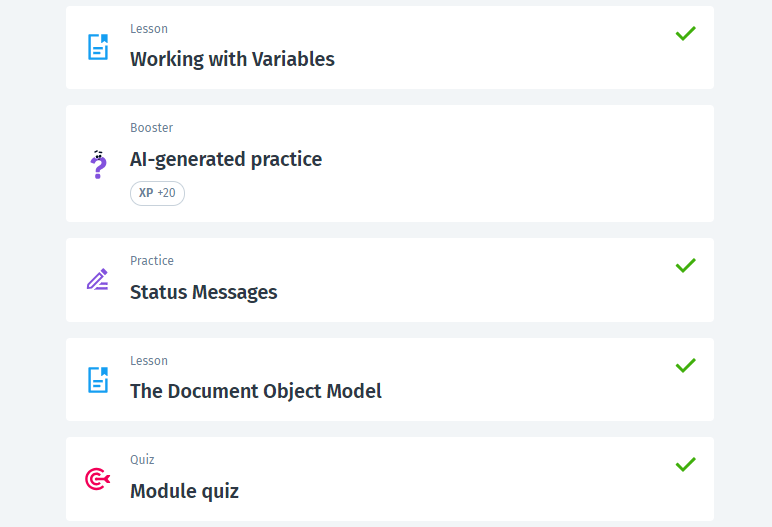 Lesson
Working with Variables
Booster
AI-generated practice
XP +20
Practice
Status Messages
Lesson
The Document Object Model
Quiz
Module quiz